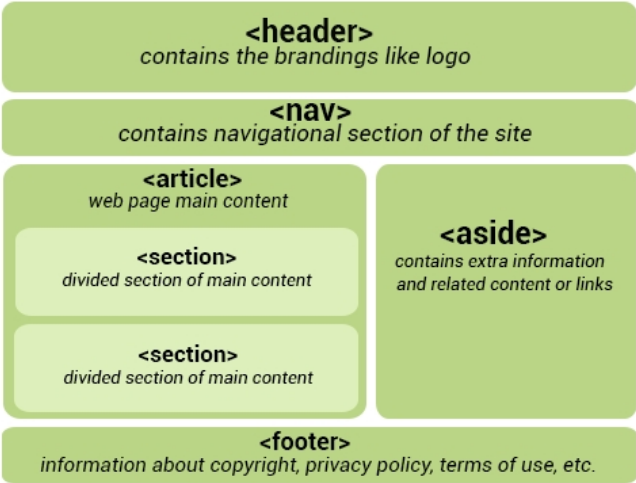 <header>
contains the brandings like logo
<nav>
contains navigational section of the site
<article>
web page main content
<section>
divided section of main content
<section>
divided section of main content
<aside>
contains extra information
and related content or links
<footer>
information about copyright, privacy policy, terms of use, etc.